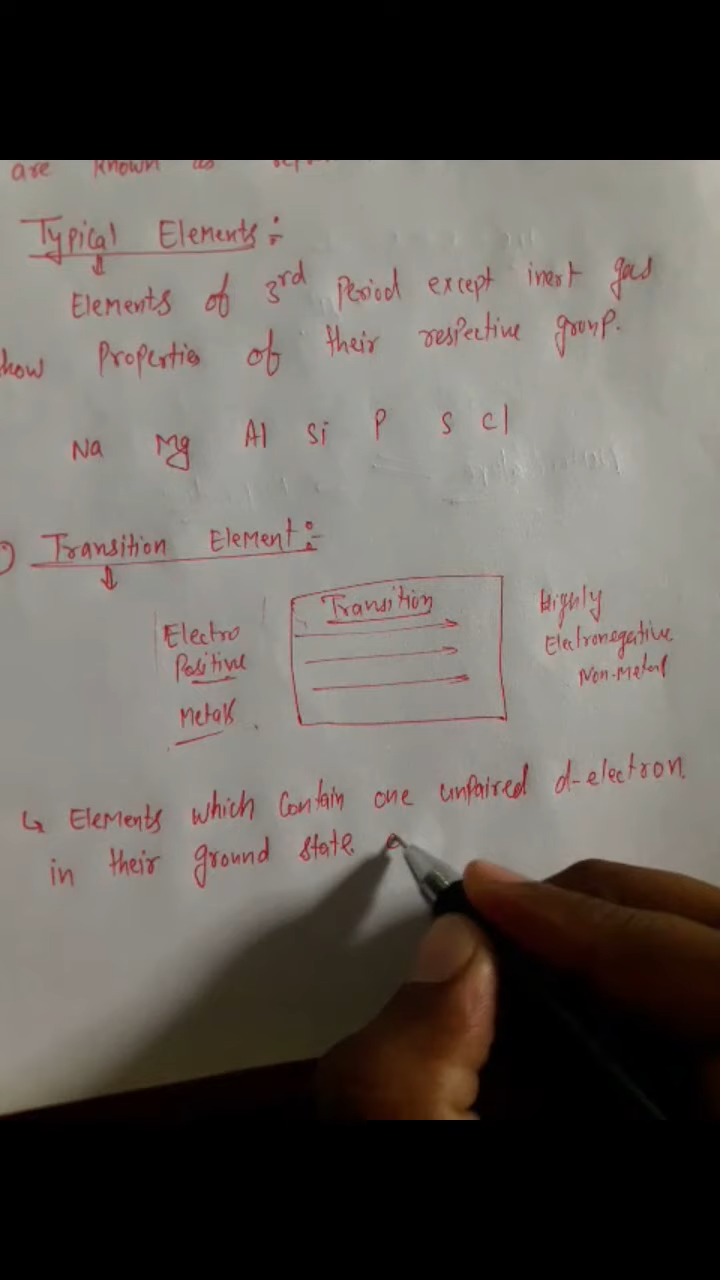 are known as
Typical Elements:-
Elements of 3rd Period except inert gas
how Properties of their respective group.
Na Mg Al Si P S Cl
Transition Element:-
Transition
Electro
Positive
Metals
Highly
Electronegative
Non-Metal
↳ Elements which Contain one unpaired d-electron.
in their ground state